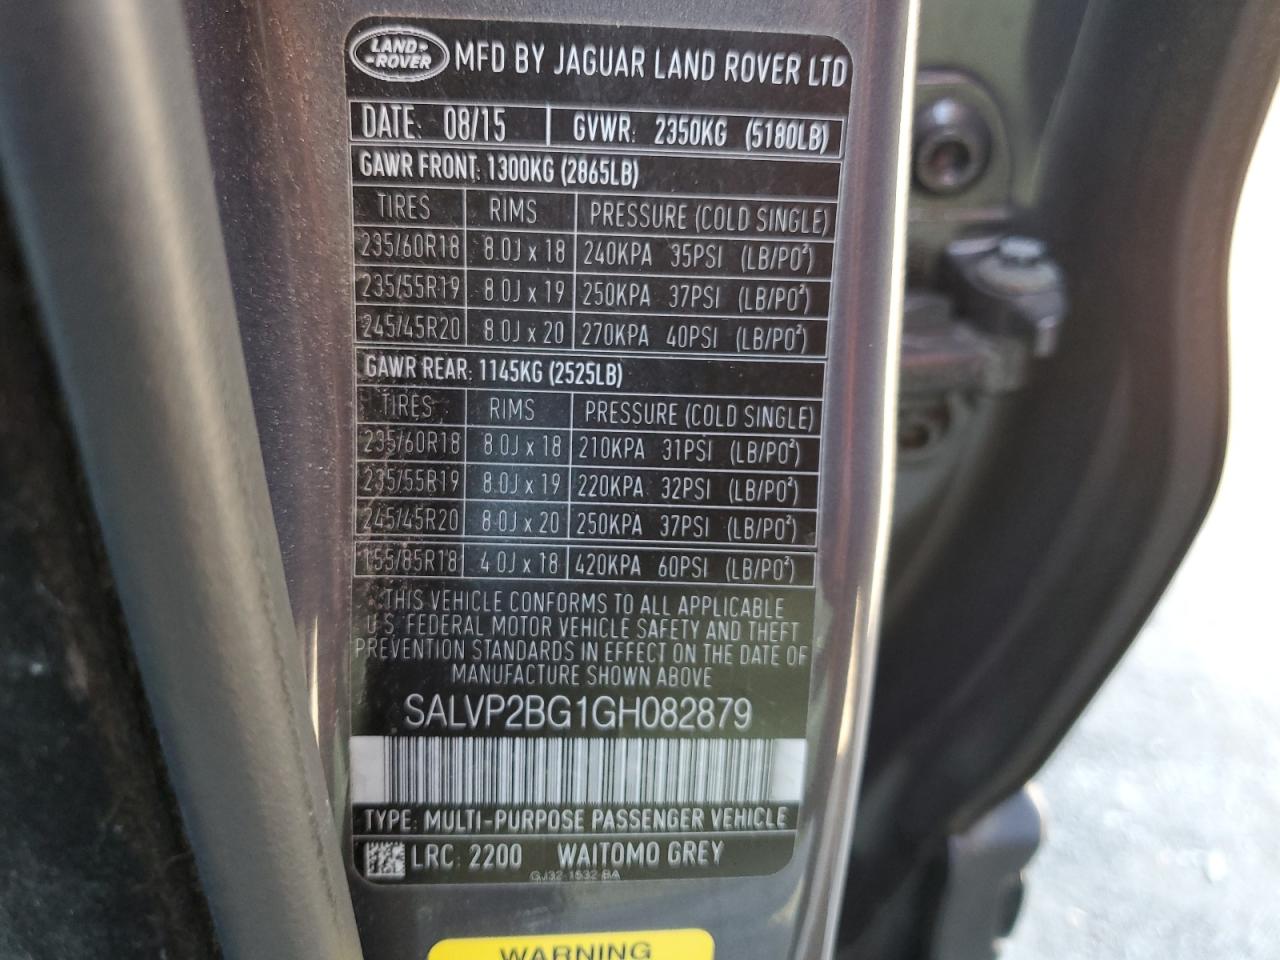 LAND-
-ROVER
MFD BY JAGUAR LAND ROVER LTD
DATE: 08/15 GVWR: 2350KG (5180LB)
GAWR FRONT: 1300KG (2865LB)
TIRES RIMS PRESSURE (COLD SINGLE)
235/60R18 8.0J x 18 240KPA 35PSI (LB/PO²)
235/55R19 8.0J x 19 250KPA 37PSI (LB/PO²)
245/45R20 8.0J x 20 270KPA 40PSI (LB/PO²)
GAWR REAR: 1145KG (2525LB)
TIRES RIMS PRESSURE (COLD SINGLE)
235/60R18 8.0J x 18 210KPA 31PSI (LB/PO²)
235/55R19 8.0J x 19 220KPA 32PSI (LB/PO²)
245/45R20 8.0J x 20 250KPA 37PSI (LB/PO²)
155/85R18 4.0J x 18 420KPA 60PSI (LB/PO²)
THIS VEHICLE CONFORMS TO ALL APPLICABLE
U.S. FEDERAL MOTOR VEHICLE SAFETY AND THEFT
PREVENTION STANDARDS IN EFFECT ON THE DATE OF
MANUFACTURE SHOWN ABOVE
SALVP2BG1GH082879
TYPE: MULTI-PURPOSE PASSENGER VEHICLE
LRC: 2200 WAITOMO GREY
GJ32-1532-BA
WARNING